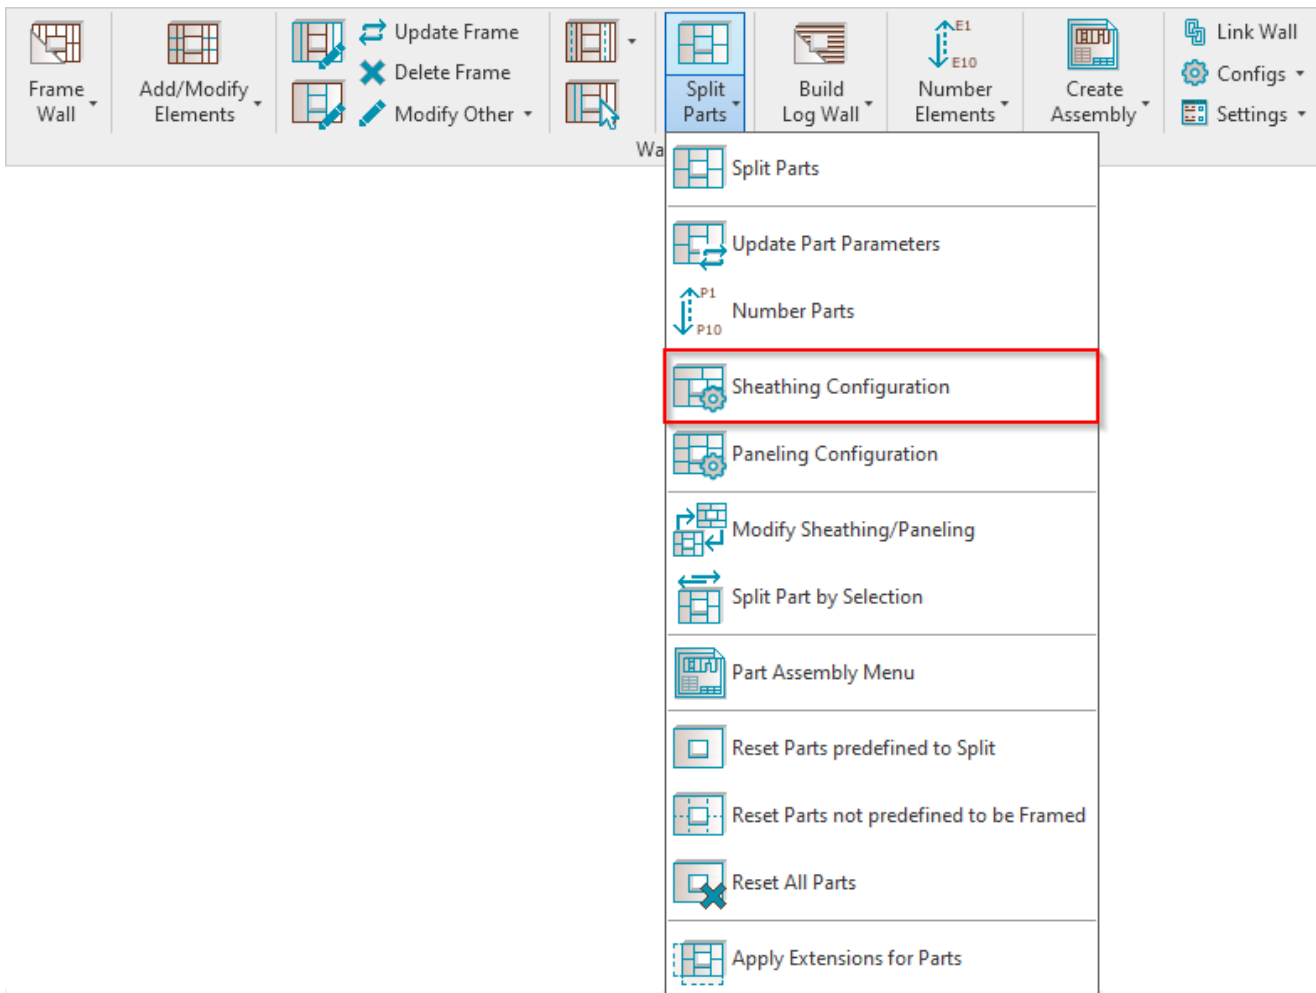 Frame
Wall
Add/Modify
Elements
Update Frame
Delete Frame
Modify Other
Split
Parts
Build
Log Wall
E1
E10
Number
Elements
Create
Assembly
Link Wall
Configs
Settings
Wa
Split Parts
Update Part Parameters
P1
P10
Number Parts
Sheathing Configuration
Paneling Configuration
Modify Sheathing/Paneling
Split Part by Selection
Part Assembly Menu
Reset Parts predefined to Split
Reset Parts not predefined to be Framed
Reset All Parts
Apply Extensions for Parts